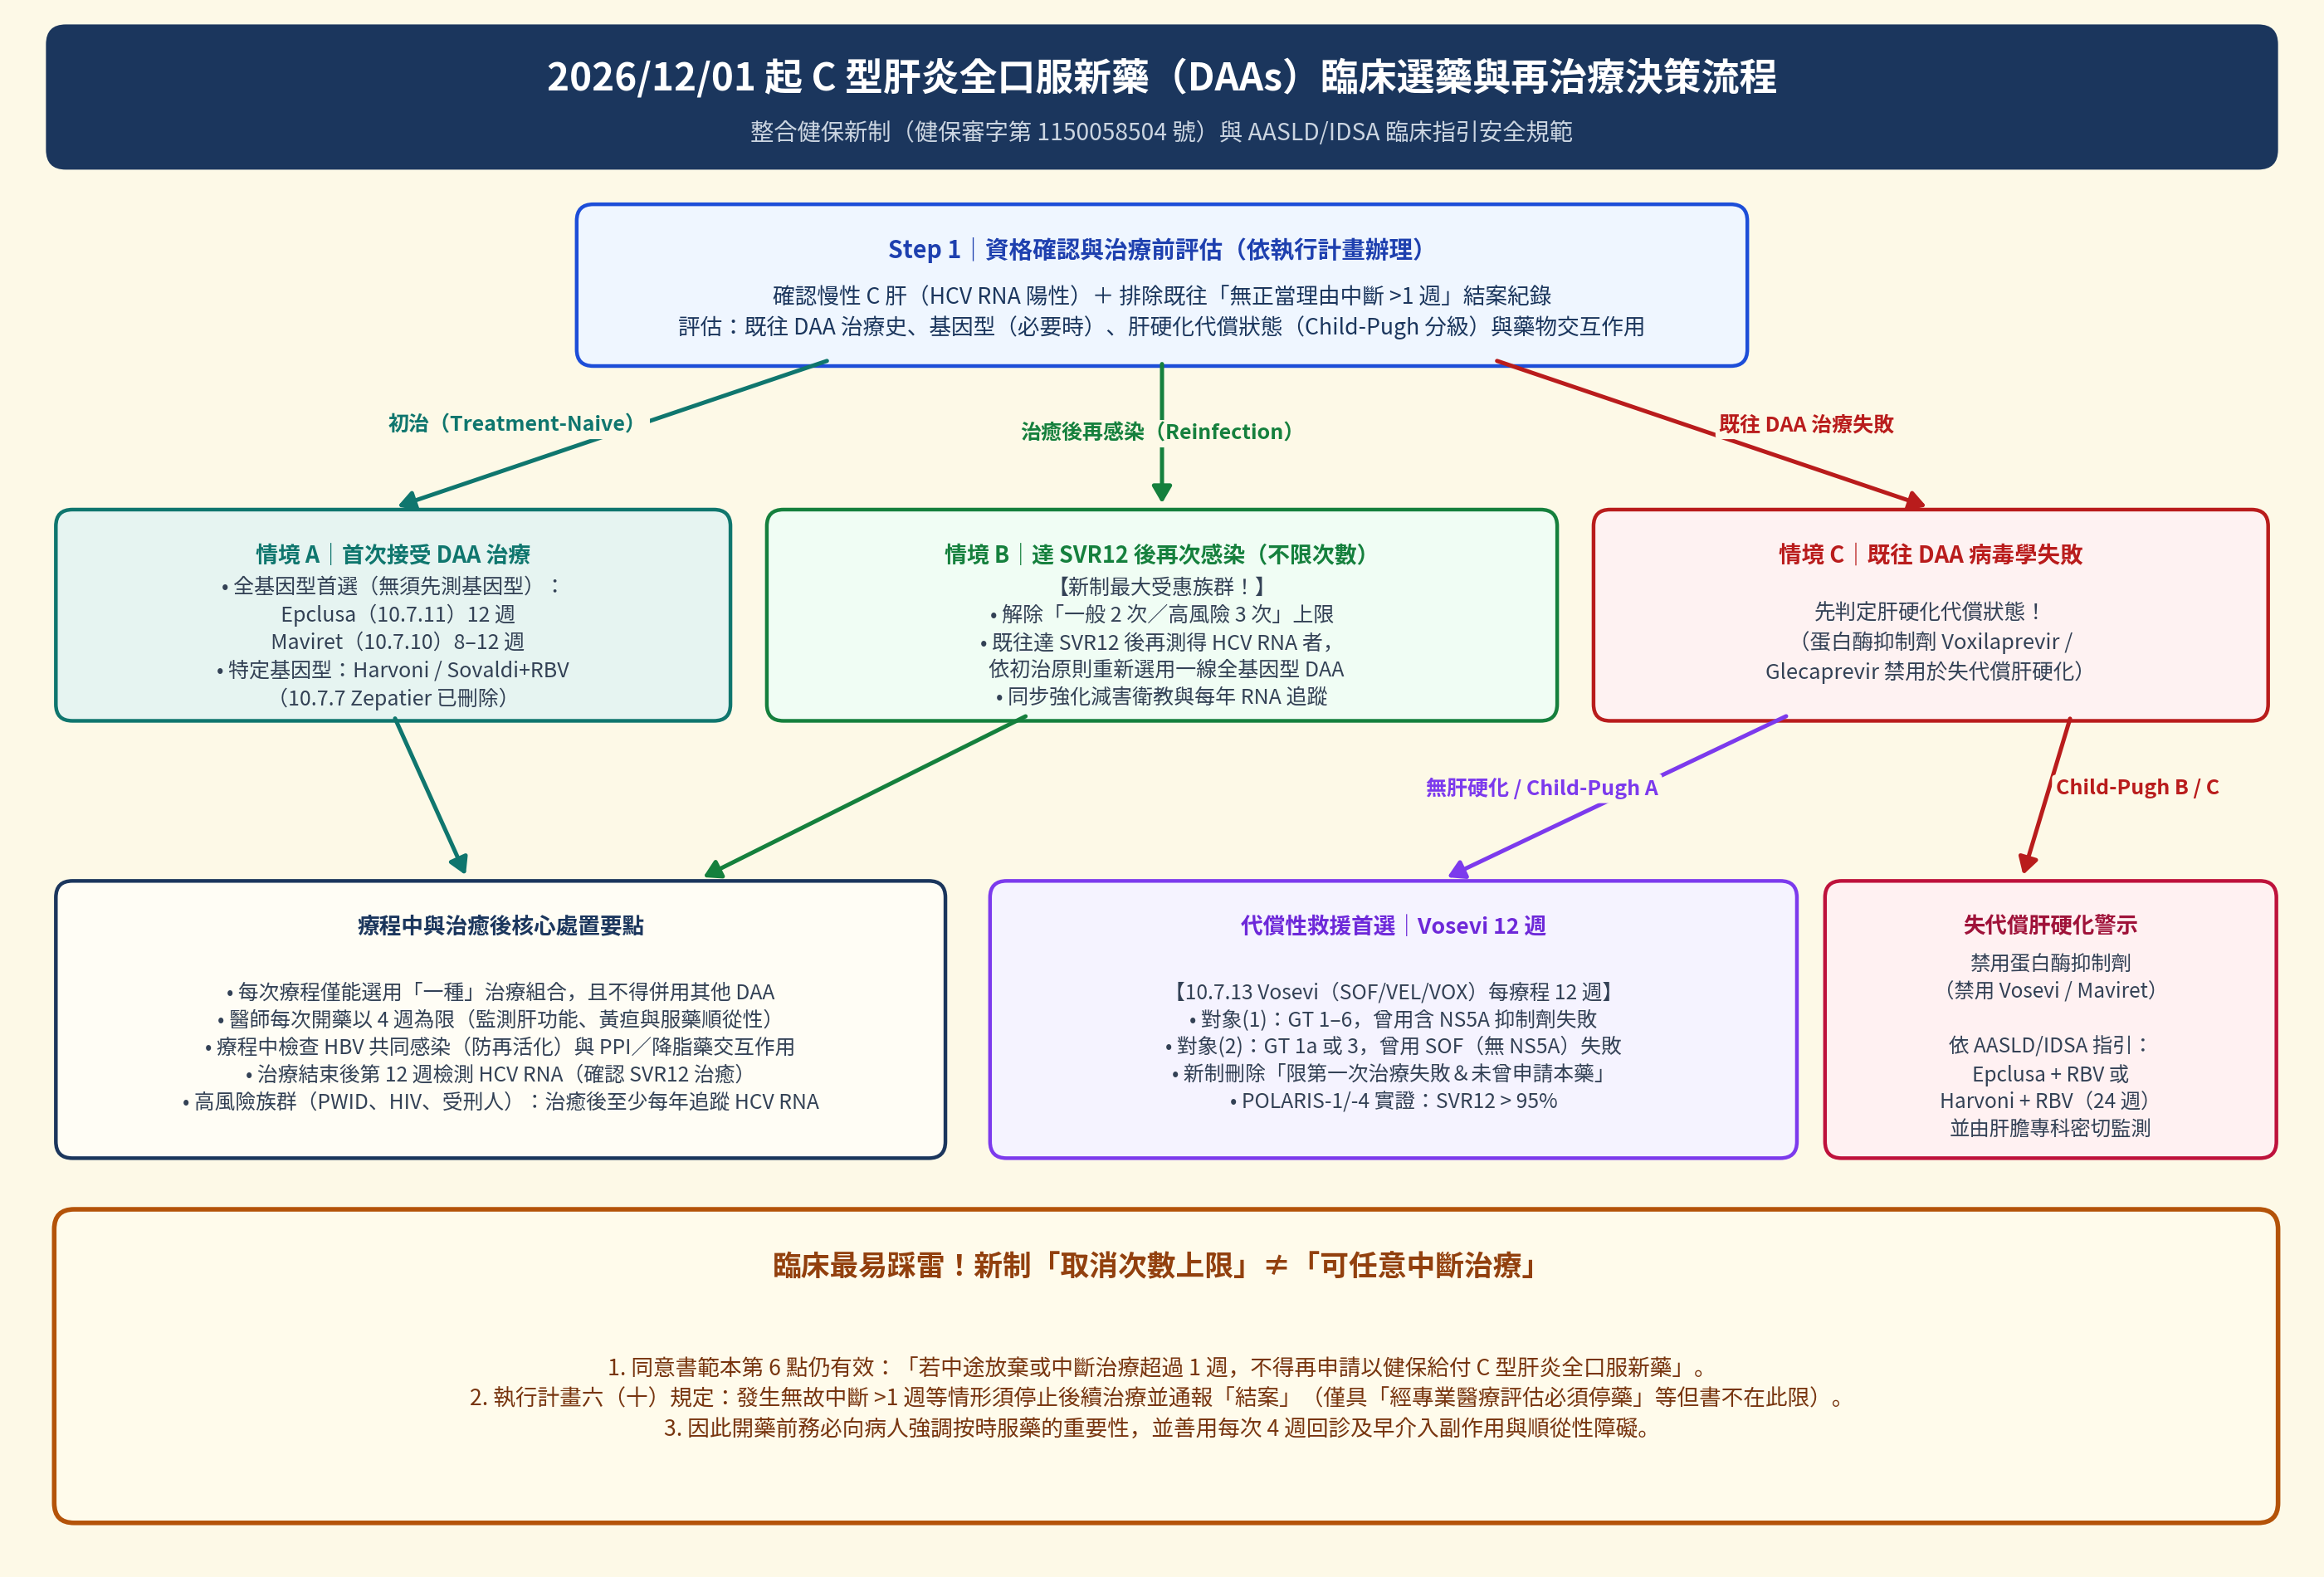 2026/12/01 起 C 型肝炎全口服新藥（DAAs）臨床選藥與再治療決策流程
整合健保新制（健保審字第 1150058504 號）與 AASLD/IDSA 臨床指引安全規範
Step 1｜資格確認與治療前評估（依執行計畫辦理）
確認慢性 C 肝（HCV RNA 陽性）＋ 排除既往「無正當理由中斷 >1 週」結案紀錄
評估：既往 DAA 治療史、基因型（必要時）、肝硬化代償狀態（Child-Pugh 分級）與藥物交互作用
初治（Treatment-Naive）
治癒後再感染（Reinfection）
既往 DAA 治療失敗
情境 A｜首次接受 DAA 治療
• 全基因型首選（無須先測基因型）：
Epclusa（10.7.11）12 週
Maviret（10.7.10）8–12 週
• 特定基因型：Harvoni / Sovaldi+RBV
（10.7.7 Zepatier 已刪除）
情境 B｜達 SVR12 後再次感染（不限次數）
【新制最大受惠族群！】
• 解除「一般 2 次／高風險 3 次」上限
• 既往達 SVR12 後再測得 HCV RNA 者，
依初治原則重新選用一線全基因型 DAA
• 同步強化減害衛教與每年 RNA 追蹤
情境 C｜既往 DAA 病毒學失敗
先判定肝硬化代償狀態！
（蛋白酶抑制劑 Voxilaprevir /
Glecaprevir 禁用於失代償肝硬化）
無肝硬化 / Child-Pugh A
Child-Pugh B / C
療程中與治癒後核心處置要點
• 每次療程僅能選用「一種」治療組合，且不得併用其他 DAA
• 醫師每次開藥以 4 週為限（監測肝功能、黃疸與服藥順從性）
• 療程中檢查 HBV 共同感染（防再活化）與 PPI／降脂藥交互作用
• 治療結束後第 12 週檢測 HCV RNA（確認 SVR12 治癒）
• 高風險族群（PWID、HIV、受刑人）：治癒後至少每年追蹤 HCV RNA
代償性救援首選｜Vosevi 12 週
【10.7.13 Vosevi（SOF/VEL/VOX）每療程 12 週】
• 對象(1)：GT 1–6，曾用含 NS5A 抑制劑失敗
• 對象(2)：GT 1a 或 3，曾用 SOF（無 NS5A）失敗
• 新制刪除「限第一次治療失敗＆未曾申請本藥」
• POLARIS-1/-4 實證：SVR12 > 95%
失代償肝硬化警示
禁用蛋白酶抑制劑
（禁用 Vosevi / Maviret）
依 AASLD/IDSA 指引：
Epclusa + RBV 或
Harvoni + RBV（24 週）
並由肝膽專科密切監測
臨床最易踩雷！新制「取消次數上限」≠「可任意中斷治療」
1. 同意書範本第 6 點仍有效：「若中途放棄或中斷治療超過 1 週，不得再申請以健保給付 C 型肝炎全口服新藥」。
2. 執行計畫六（十）規定：發生無故中斷 >1 週等情形須停止後續治療並通報「結案」（僅具「經專業醫療評估必須停藥」等但書不在此限）。
3. 因此開藥前務必向病人強調按時服藥的重要性，並善用每次 4 週回診及早介入副作用與順從性障礙。